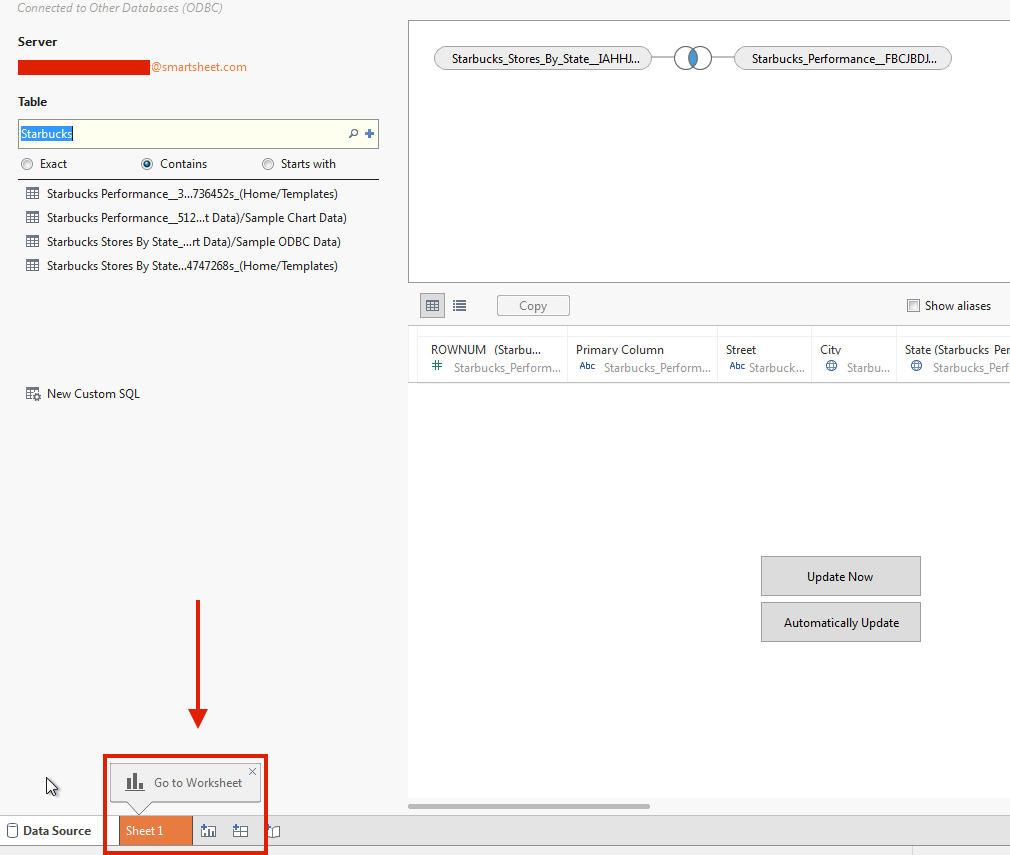 Connected to Other Databases (ODBC)
Server
@smartsheet.com
Table
Starbucks
Exact
Contains
Starts with
Starbucks Performance__3...736452s_(Home/Templates)
Starbucks Performance__512...t Data)/Sample Chart Data)
Starbucks Stores By State_...rt Data)/Sample ODBC Data)
Starbucks Stores By State...4747268s_(Home/Templates)
New Custom SQL
Starbucks_Stores_By_State__IAHHJ...
Starbucks_Performance__FBCJBDJ...
Copy
Show aliases
ROWNUM (Starbu...
# Starbucks_Perform...
Primary Column
Abc Starbucks_Perform...
Street
Abc Starbuck...
City
Starbu...
State (Starbucks Per
Starbucks_Perf
Update Now
Automatically Update
Go to Worksheet
Data Source
Sheet 1